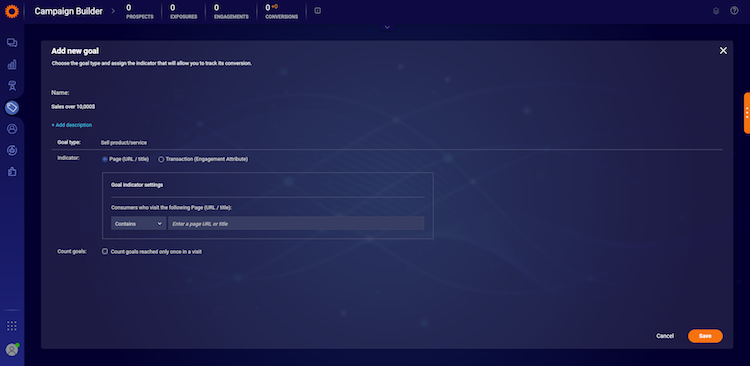 Campaign Builder
0
PROSPECTS
0
EXPOSURES
0
ENGAGEMENTS
0 +0
CONVERSIONS
Add new goal
Choose the goal type and assign the indicator that will allow you to track its conversion.
Name:
Sales over 10,000$
+ Add description
Goal type: Sell product/service
Indicator: Page (URL / title) Transaction (Engagement Attribute)
Goal indicator settings
Consumers who visit the following Page (URL / title):
Contains Enter a page URL or title
Count goals: Count goals reached only once in a visit
Cancel Save